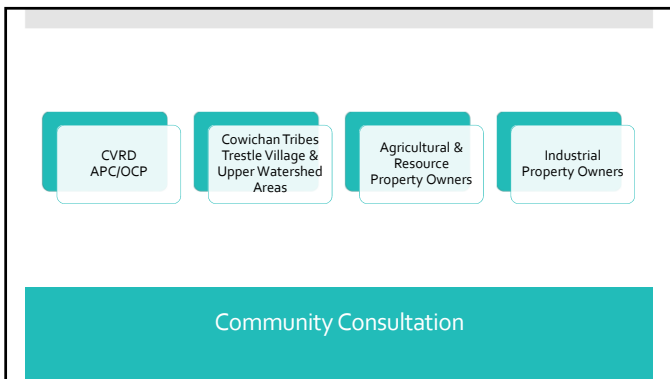 CVRD
APC/OCP
Cowichan Tribes
Trestle Village &
Upper Watershed
Areas
Agricultural &
Resource
Property Owners
Industrial
Property Owners
Community Consultation